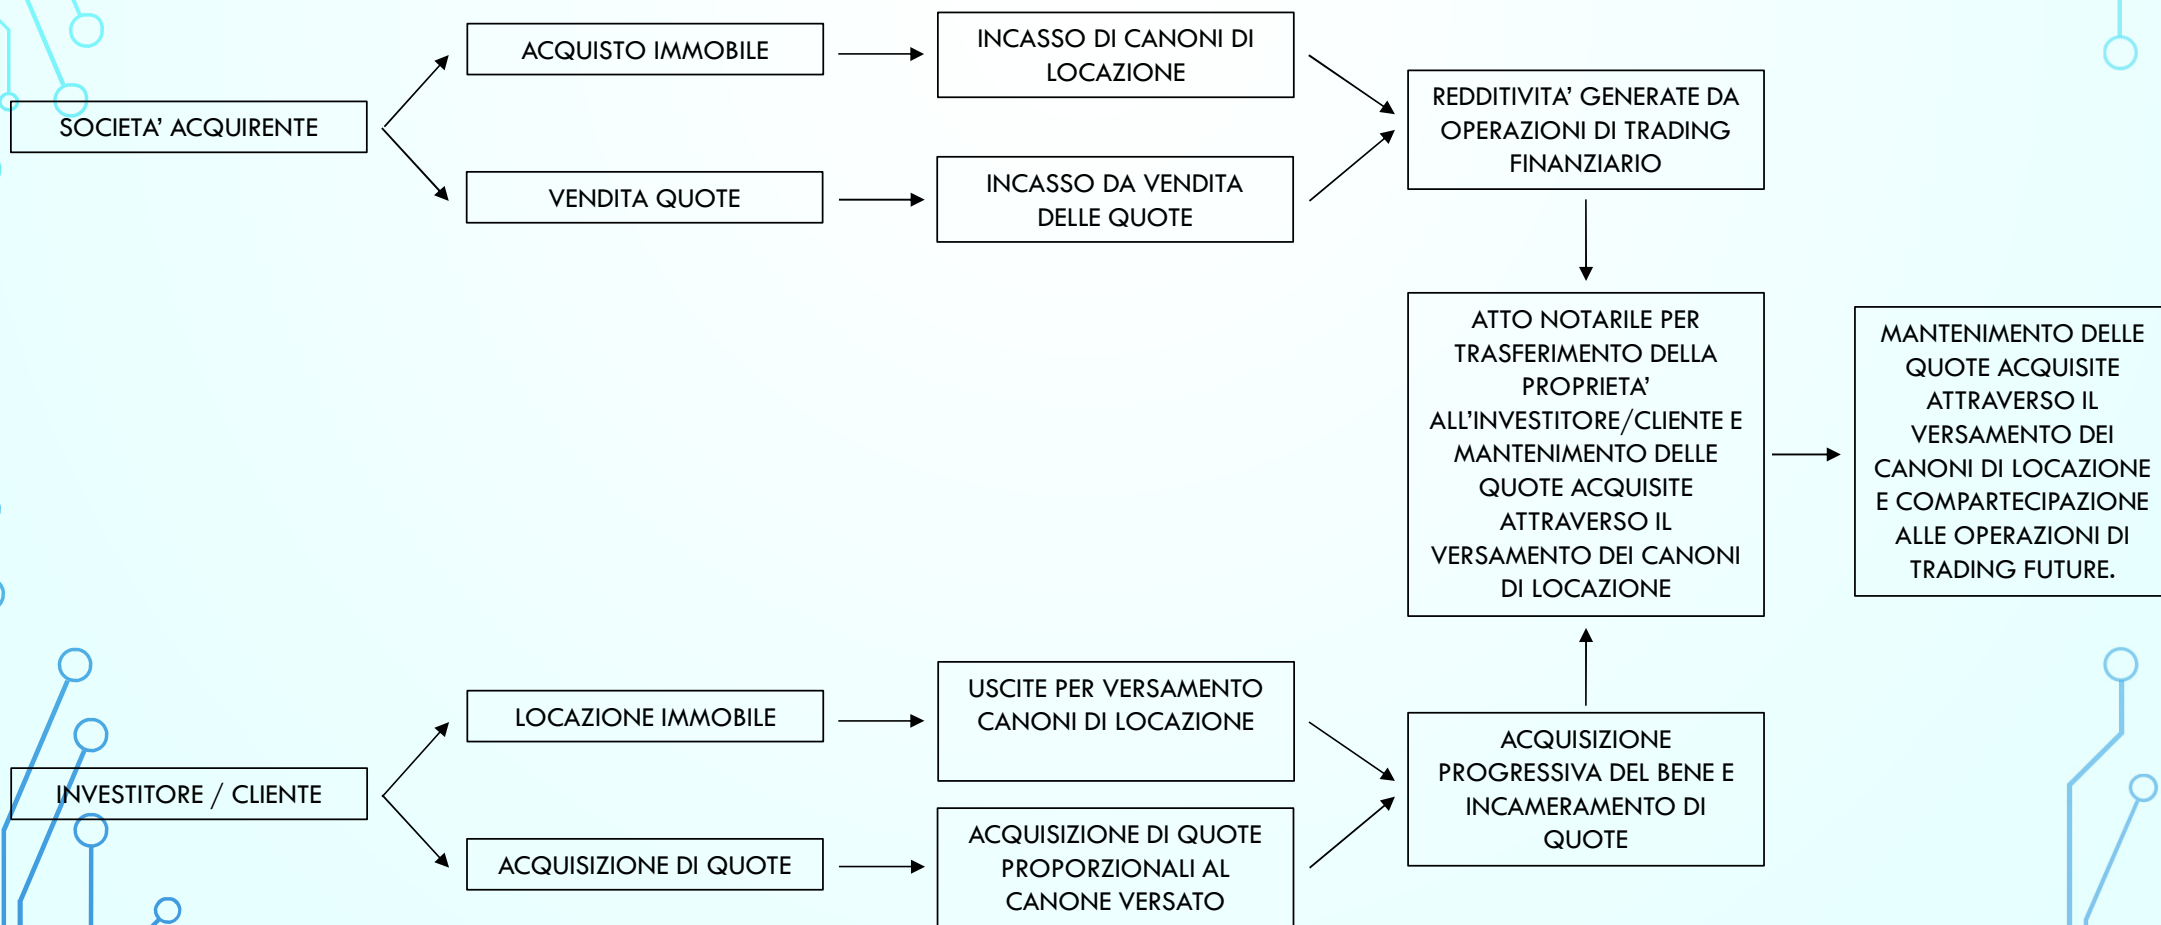 SOCIETA' ACQUIRENTE
ACQUISTO IMMOBILE
INCASSO DI CANONI DI
LOCAZIONE
VENDITA QUOTE
INCASSO DA VENDITA
DELLE QUOTE
REDDITIVITA' GENERATE DA
OPERAZIONI DI TRADING
FINANZIARIO
ATTO NOTARILE PER
TRASFERIMENTO DELLA
PROPRIETA'
ALL'INVESTITORE/CLIENTE E
MANTENIMENTO DELLE
QUOTE ACQUISITE
ATTRAVERSO IL
VERSAMENTO DEI CANONI
DI LOCAZIONE
MANTENIMENTO DELLE
QUOTE ACQUISITE
ATTRAVERSO IL
VERSAMENTO DEI
CANONI DI LOCAZIONE
E COMPARTECIPAZIONE
ALLE OPERAZIONI DI
TRADING FUTURE.
INVESTITORE / CLIENTE
LOCAZIONE IMMOBILE
USCITE PER VERSAMENTO
CANONI DI LOCAZIONE
ACQUISIZIONE DI QUOTE
ACQUISIZIONE DI QUOTE
PROPORZIONALI AL
CANONE VERSATO
ACQUISIZIONE
PROGRESSIVA DEL BENE E
INCAMERAMENTO DI
QUOTE